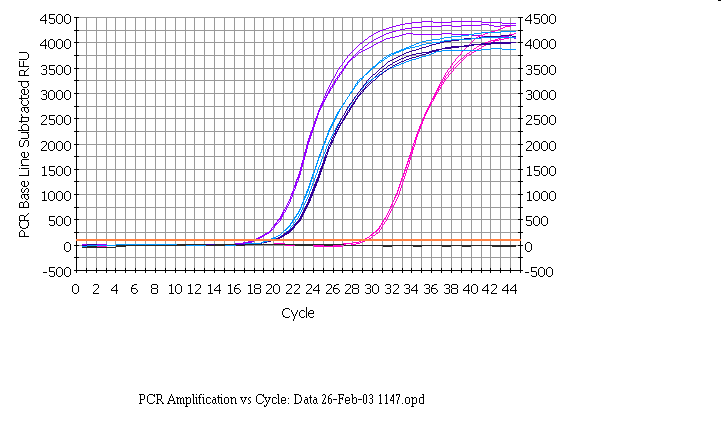 PCR Base Line Subtracted RFU
4500 4500
4000 4000
3500 3500
3000 3000
2500 2500
2000 2000
1500 1500
1000 1000
500 500
0 0
-500 -500
0 2 4 6 8 10 12 14 16 18 20 22 24 26 28 30 32 34 36 38 40 42 44
Cycle
PCR Amplification vs Cycle: Data 26-Feb-03 1147.opd